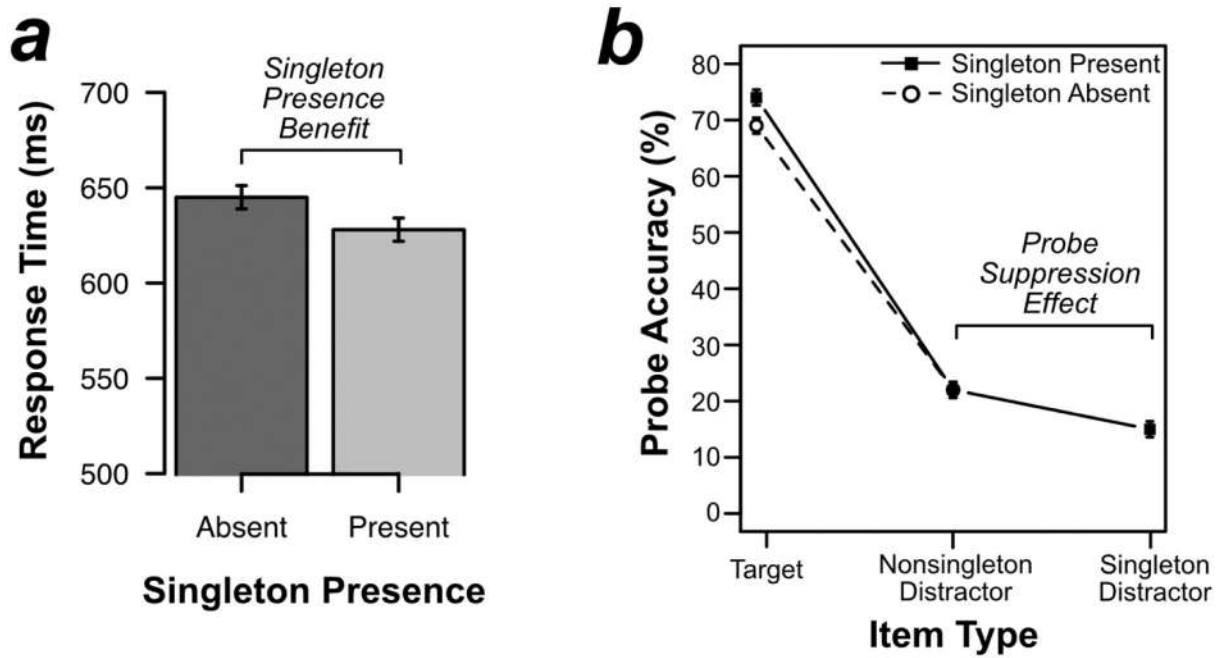 a
Singleton
Presence
Benefit
Response Time (ms)
700
650
600
550
500
Absent
Present
Singleton Presence
b
Singleton Present
Singleton Absent
Probe Accuracy (%)
80
70
60
50
40
30
20
10
0
Probe
Suppression
Effect
Target
Nonsingleton
Distractor
Singleton
Distractor
Item Type